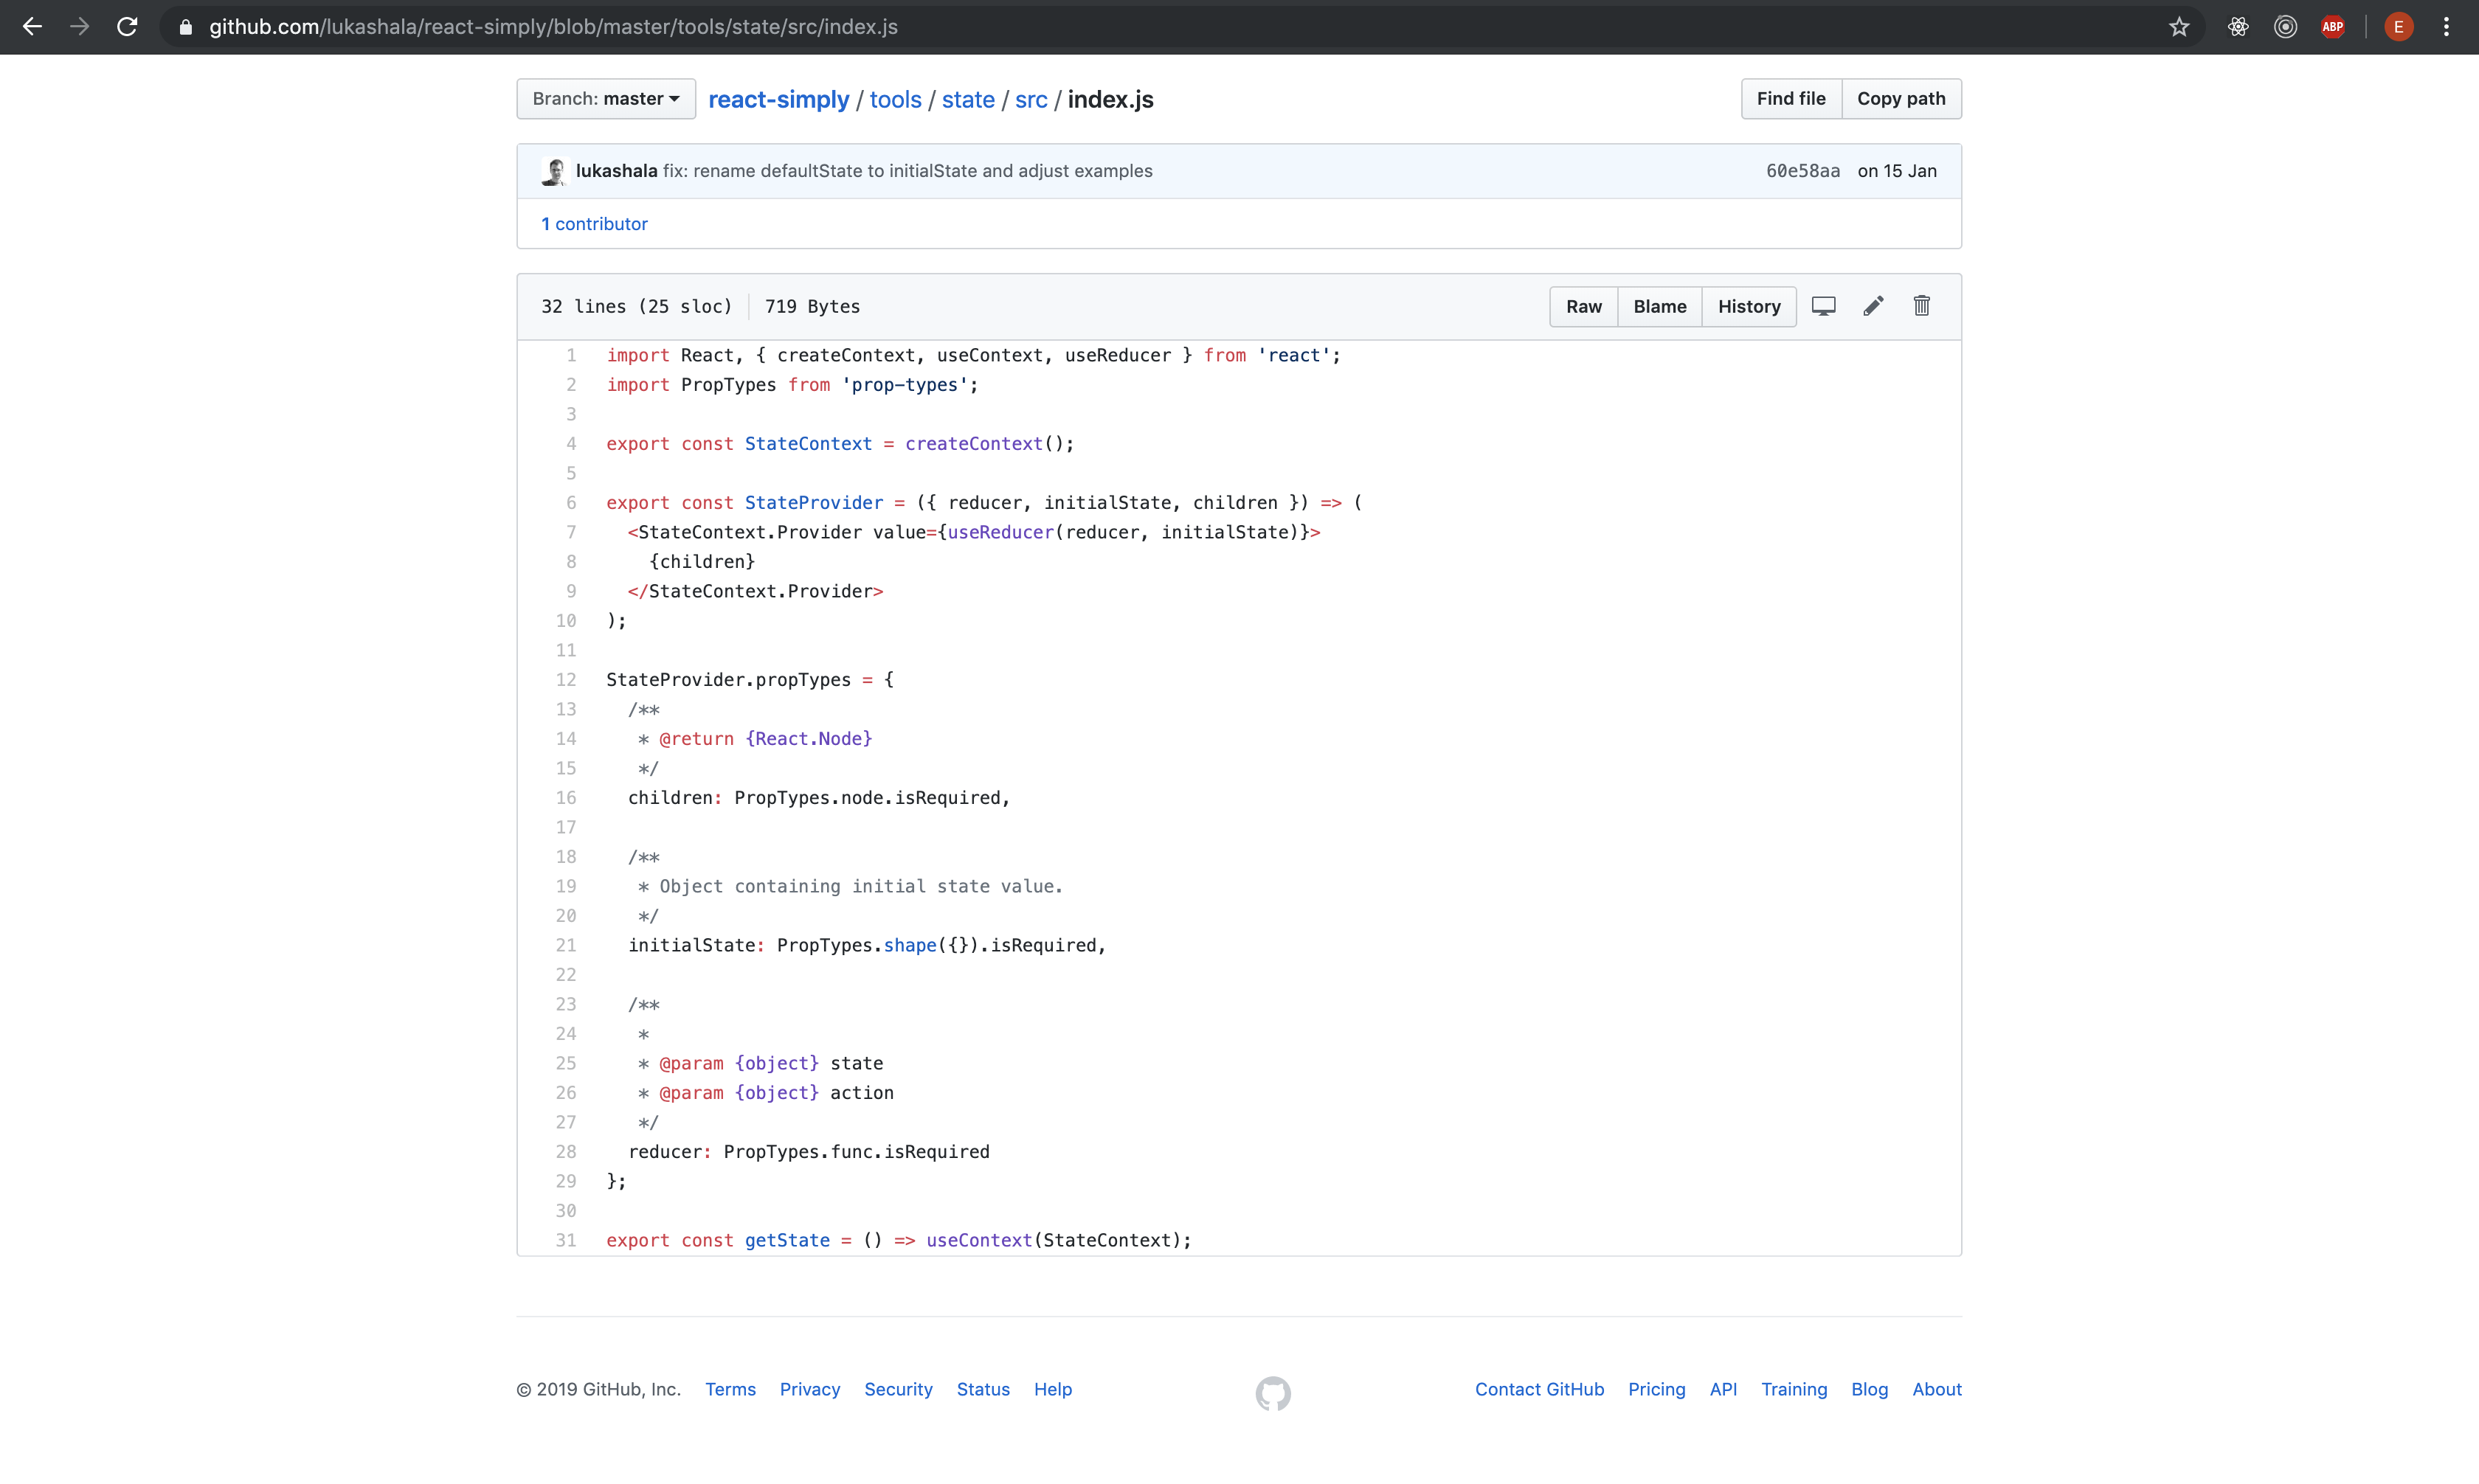 github.com/lukashala/react-simply/blob/master/tools/state/src/index.js
ABP
E
Branch: master
react-simply / tools / state / src / index.js
Find file
Copy path
lukashala fix: rename defaultState to initialState and adjust examples
60e58aa on 15 Jan
1 contributor
32 lines (25 sloc) 719 Bytes
Raw
Blame
History
1 import React, { createContext, useContext, useReducer } from 'react';
2 import PropTypes from 'prop-types';
3
4 export const StateContext = createContext();
5
6 export const StateProvider = ({ reducer, initialState, children }) => (
7 <StateContext.Provider value={useReducer(reducer, initialState)}>
8 {children}
9 </StateContext.Provider>
10 );
11
12 StateProvider.propTypes = {
13 /**
14 * @return {React.Node}
15 */
16 children: PropTypes.node.isRequired,
17
18 /**
19 * Object containing initial state value.
20 */
21 initialState: PropTypes.shape({}).isRequired,
22
23 /**
24 *
25 * @param {object} state
26 * @param {object} action
27 */
28 reducer: PropTypes.func.isRequired
29 };
30
31 export const getState = () => useContext(StateContext);
© 2019 GitHub, Inc. Terms Privacy Security Status Help
Contact GitHub Pricing API Training Blog About